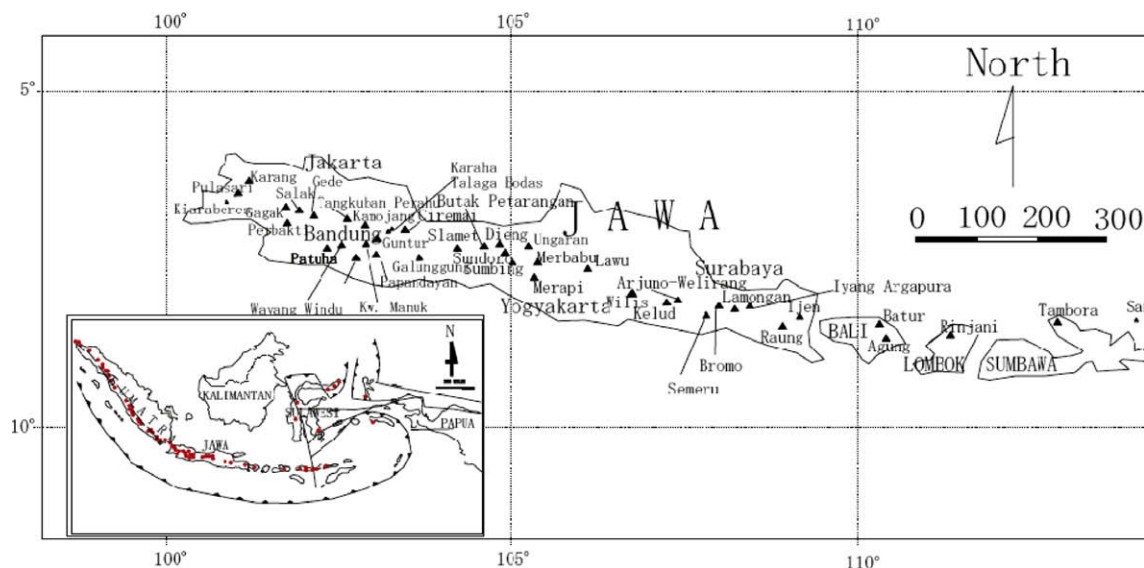 100° 105° 110°
North
5°
Jakarta
Karaha
Talaga Bodas
Karang
Gede
Pulasari
Salak
Tangkuban Perahu
Butak Petarangan
JAWA
Kiaraberes
Gagak
Kamojang
Ciremai
0 50 100 200 300
Perbakti
Bandung
Guntur
Slamet
Dieng
Ungaran
Patuha
Galunggung
Sundoro
Merbabu
Lawu
Surabaya
Papandayan
Sumbing
Merapi
Arjuno-Welirang
Iyang Argapura
Wayang Windu
Kw. Manuk
Yogyakarta
Wilis
Kelud
Lamongan
Ijen
Raung
BALI
Batur
Agung
Rinjani
Tambora
LOMBOK
SUMBAWA
Bromo
Semeru
N
KALIMANTAN
SULAWESI
PAPUA
JAWA
10°
100° 105° 110°